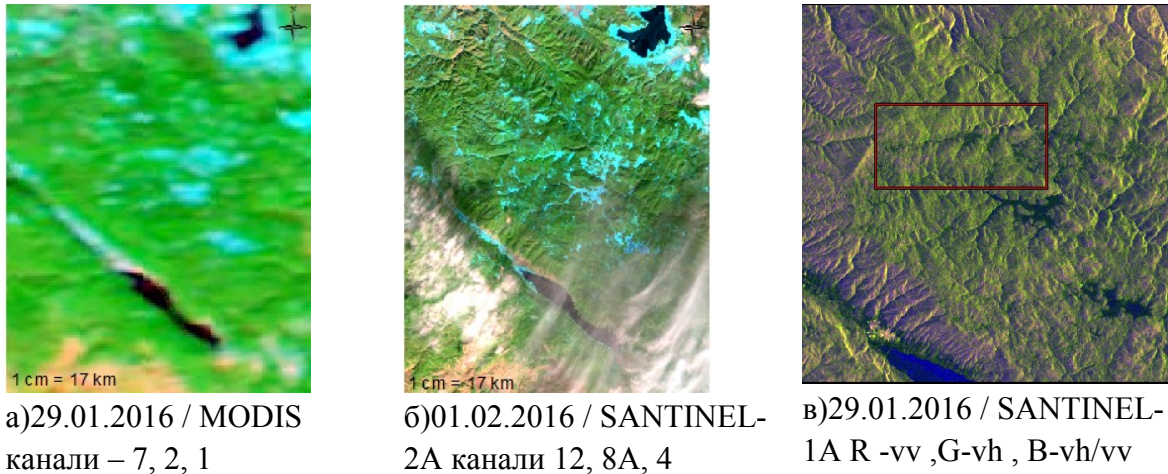 1 cm = 17 km
1 cm = 17 km
а)29.01.2016 / MODIS
канали – 7, 2, 1
б)01.02.2016 / SANTINEL-
2A канали 12, 8A, 4
в)29.01.2016 / SANTINEL-
1A R -vv ,G-vh , B-vh/vv